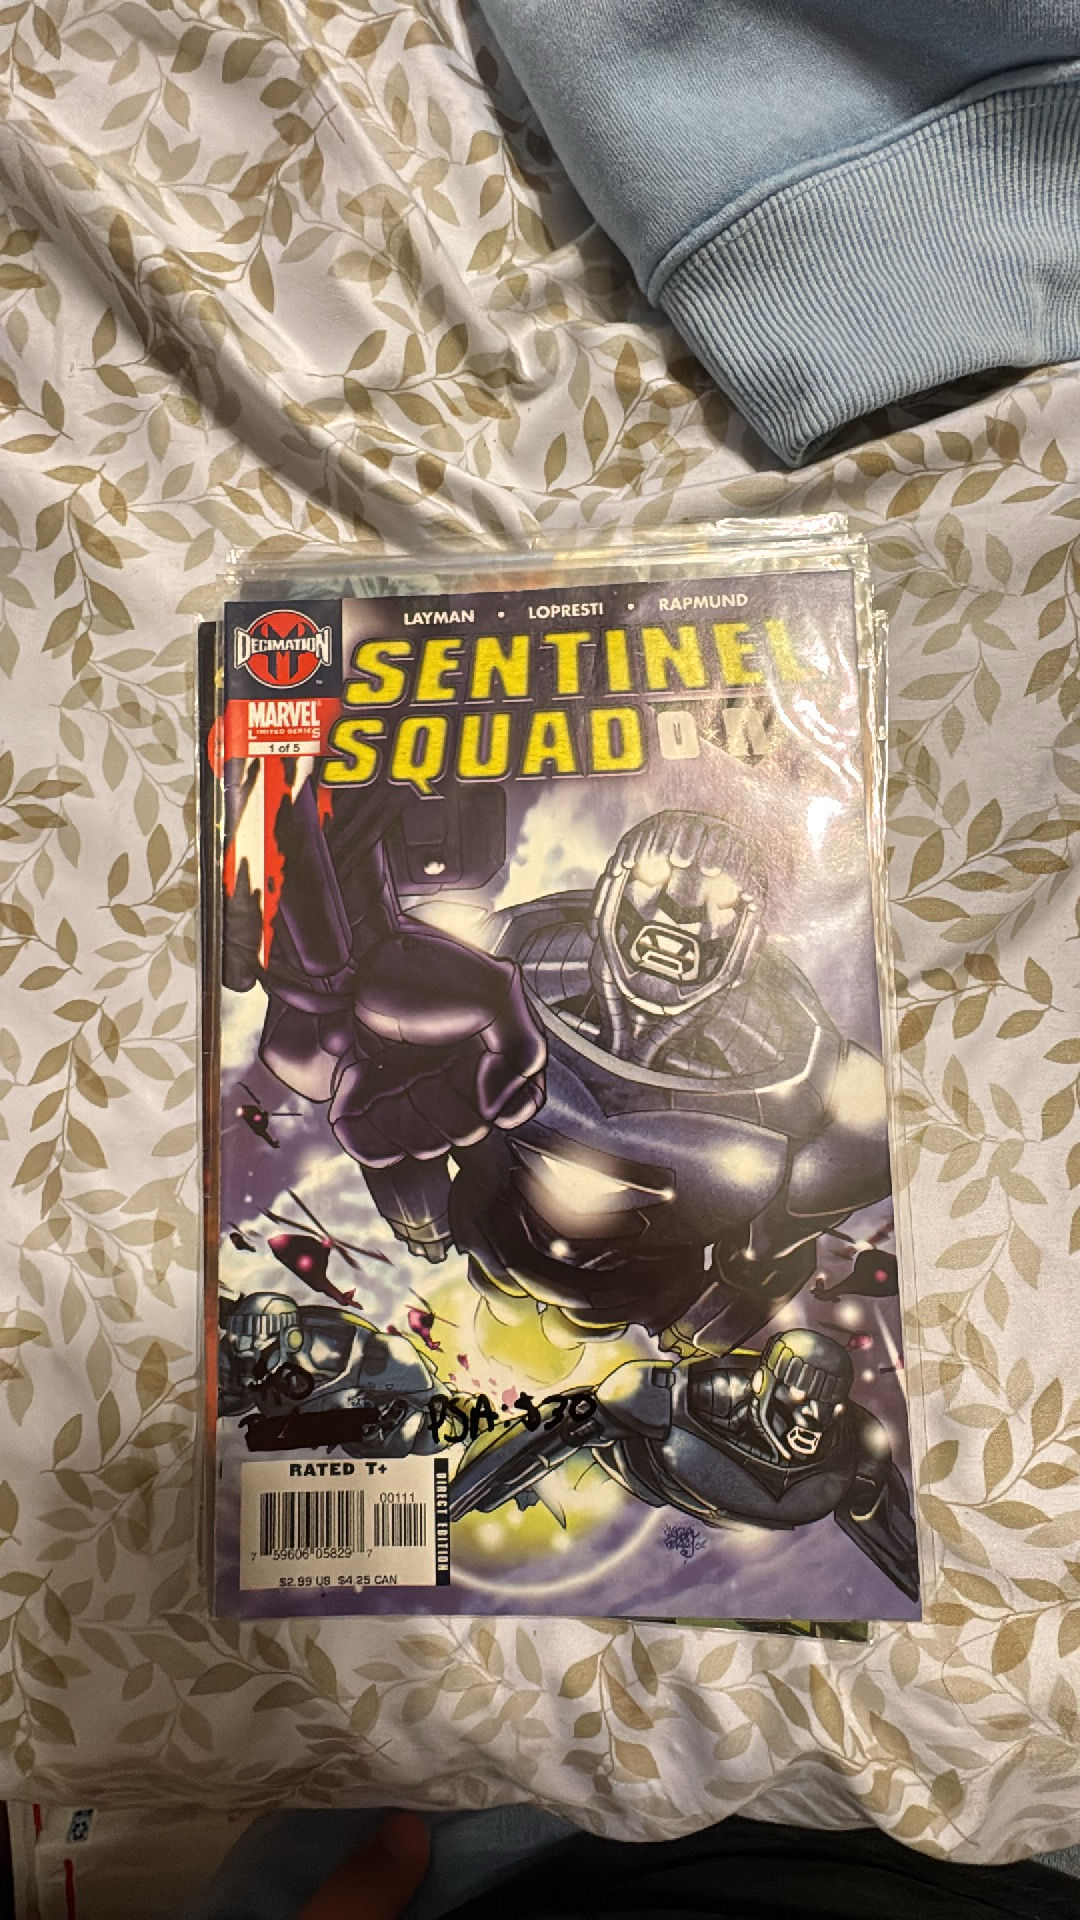 LAYMAN • LOPRESTI • RAPMUND
DECIMATION
SENTINEL
SQUADONE
MARVEL
LIMITED SERIES
1 of 5
PSA: $30
RATED T+
DIRECT EDITION
00111
7 59606 05829 7
$2.99 US $4.25 CAN